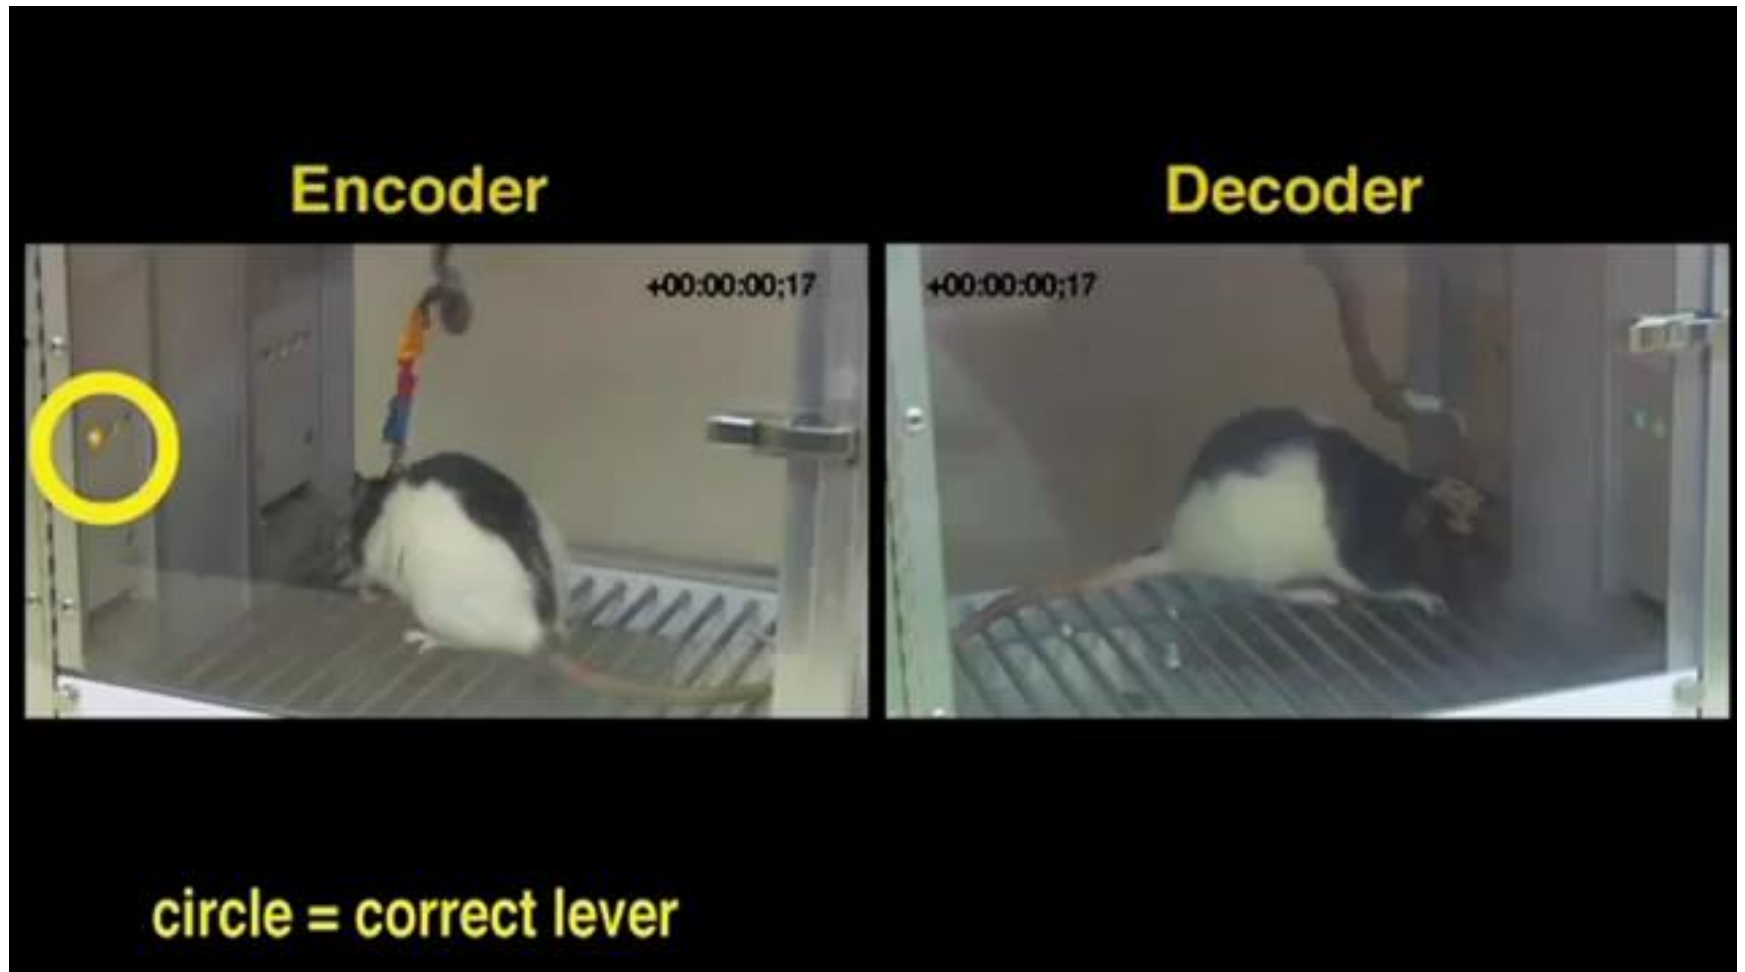 Encoder
Decoder
+00:00:00;17
+00:00:00;17
circle = correct lever